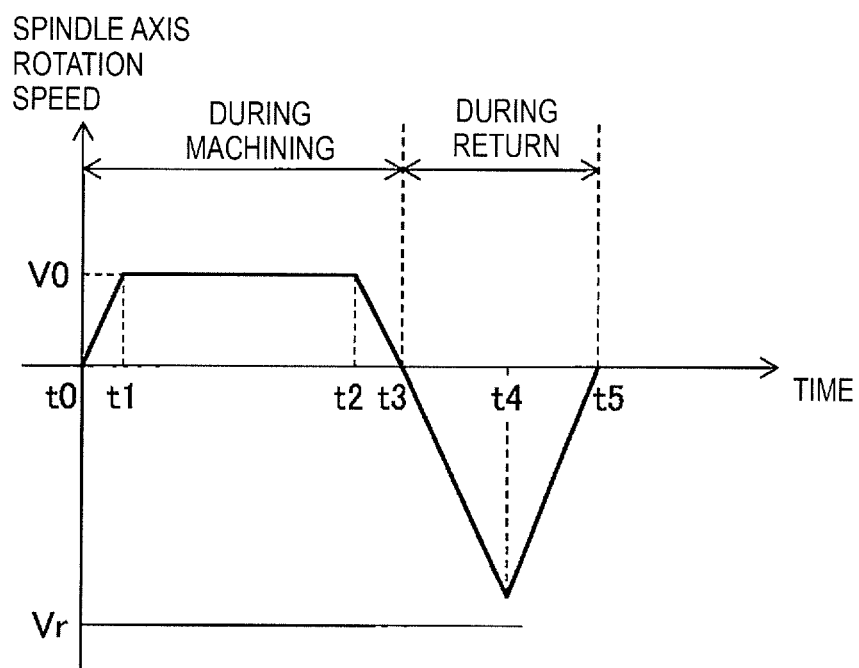 SPINDLE AXIS
ROTATION
SPEED
DURING
MACHINING
DURING
RETURN
V0
t0 t1 t2 t3 t4 t5
TIME
Vr